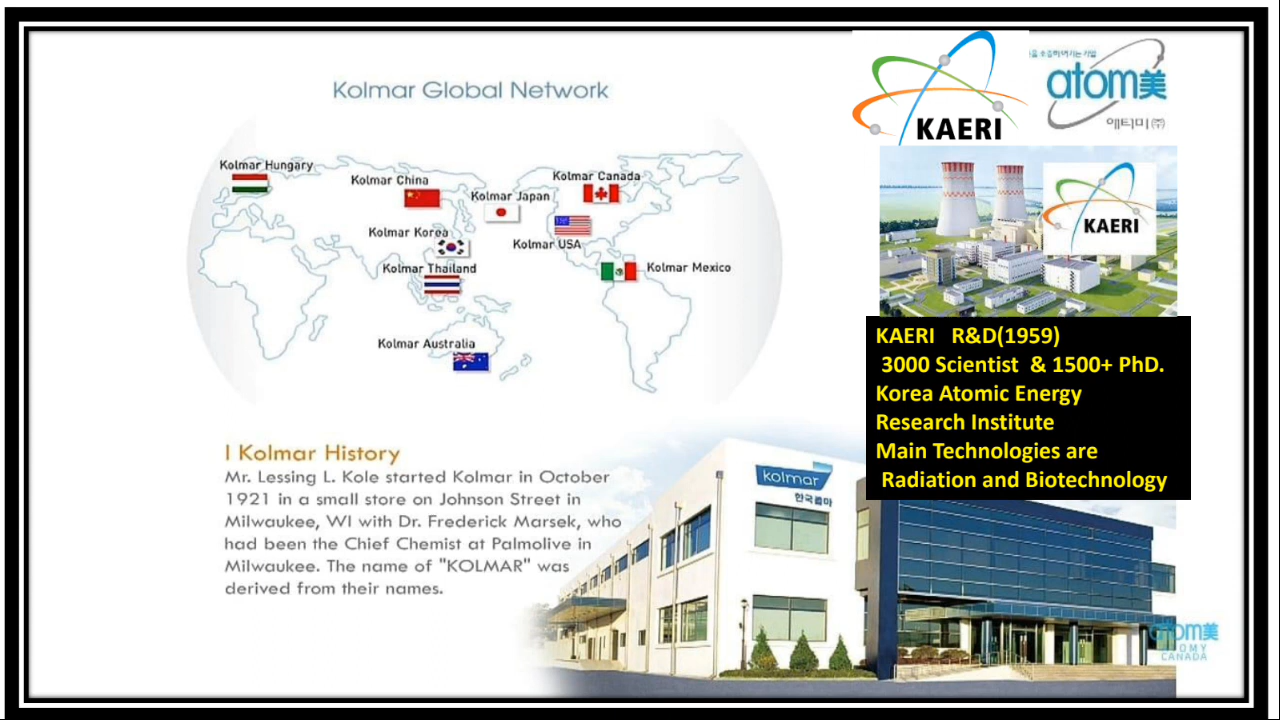 Kolmar Global Network
Kolmar Hungary
Kolmar China
Kolmar Japan
Kolmar Canada
Kolmar Korea
Kolmar USA
Kolmar Thailand
Kolmar Mexico
Kolmar Australia
I Kolmar History
Mr. Lessing L. Kole started Kolmar in October
1921 in a small store on Johnson Street in
Milwaukee, WI with Dr. Frederick Marsek, who
had been the Chief Chemist at Palmolive in
Milwaukee. The name of "KOLMAR" was
derived from their names.
KAERI
atom美
애터미㈜
KAERI
KAERI R&D(1959)
3000 Scientist & 1500+ PhD.
Korea Atomic Energy
Research Institute
Main Technologies are
Radiation and Biotechnology
kolmar
한국콜마
atom美
CANADA